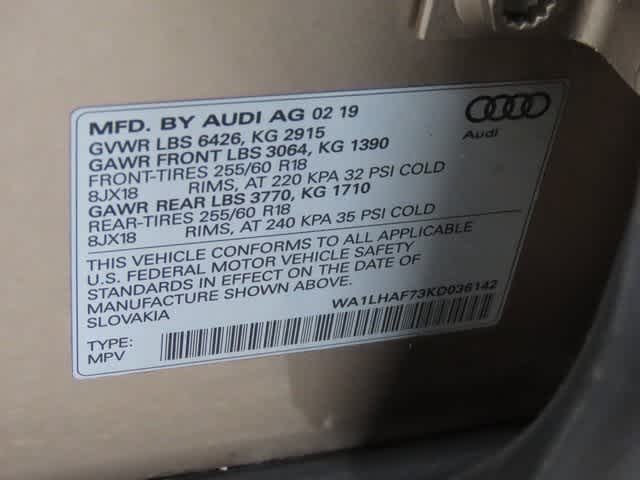 MFD. BY AUDI AG 02 19
GVWR LBS 6426, KG 2915
GAWR FRONT LBS 3064, KG 1390
FRONT-TIRES 255/60 R18
8JX18 RIMS, AT 220 KPA 32 PSI COLD
GAWR REAR LBS 3770, KG 1710
REAR-TIRES 255/60 R18
8JX18 RIMS, AT 240 KPA 35 PSI COLD
Audi
THIS VEHICLE CONFORMS TO ALL APPLICABLE
U.S. FEDERAL MOTOR VEHICLE SAFETY
STANDARDS IN EFFECT ON THE DATE OF
MANUFACTURE SHOWN ABOVE.
SLOVAKIA
WA1LHAF73KD036142
TYPE:
MPV